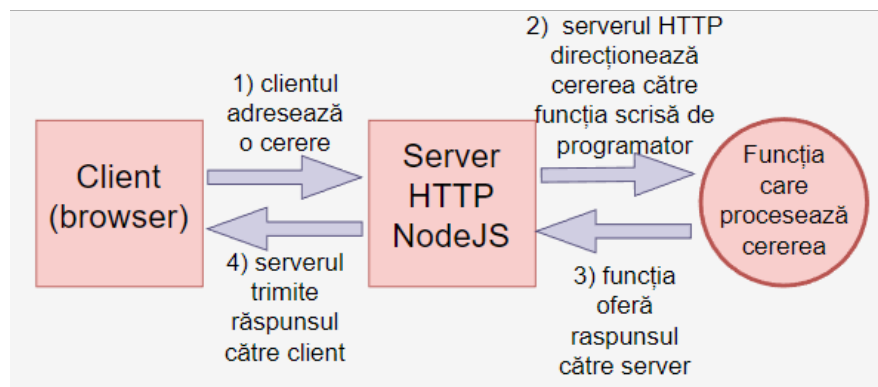 1) clientul
adresează
o cerere
2) serverul HTTP
direcționează
cererea către
funcția scrisă de
programator
Client
(browser)
Server
HTTP
NodeJS
Funcția
care
procesează
cererea
4) serverul
trimite
răspunsul
către client
3) funcția
oferă
raspunsul
către server